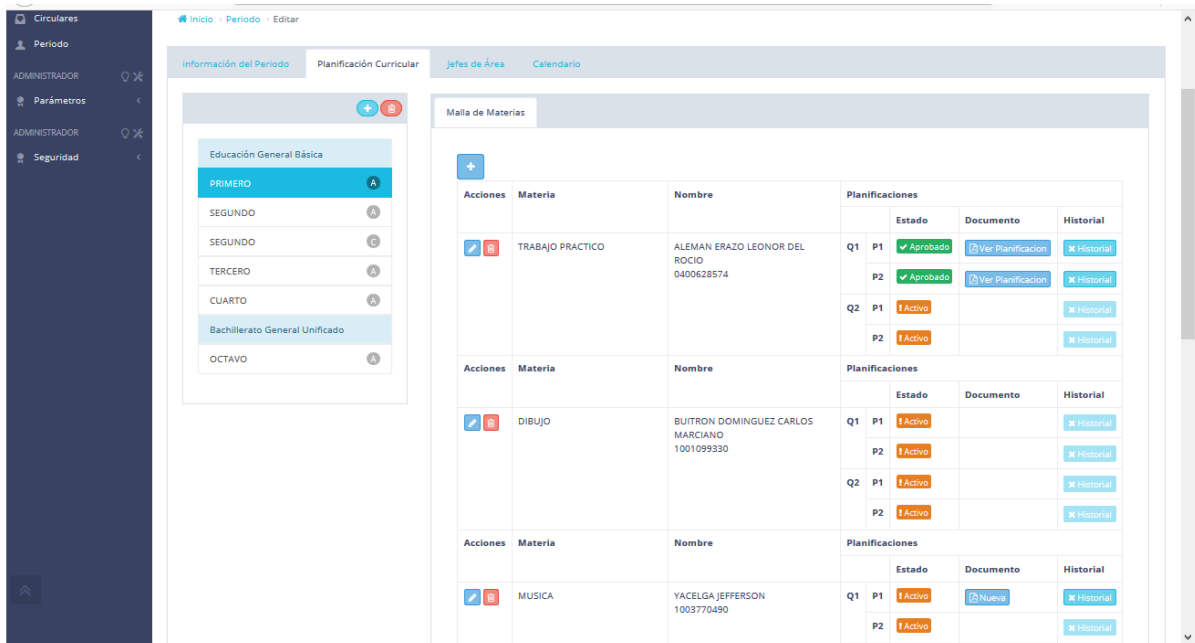 Circulares
Periodo
ADMINISTRADOR
Parámetros
ADMINISTRADOR
Seguridad
Inicio › Periodo › Editar
Información del Periodo Planificación Curricular Jefes de Área Calendario
Educación General Básica
PRIMERO A
SEGUNDO A
SEGUNDO C
TERCERO A
CUARTO A
Bachillerato General Unificado
OCTAVO A
Malla de Materias
+
Acciones Materia Nombre Planificaciones
Estado Documento Historial
TRABAJO PRACTICO ALEMAN ERAZO LEONOR DEL Q1 P1 Aprobado Ver Planificacion Historial
ROCIO
0400628574
P2 Aprobado Ver Planificacion Historial
Q2 P1 Activo Historial
P2 Activo Historial
Acciones Materia Nombre Planificaciones
Estado Documento Historial
DIBUJO BUITRON DOMINGUEZ CARLOS Q1 P1 Activo Historial
MARCIANO
1001099330
P2 Activo Historial
Q2 P1 Activo Historial
P2 Activo Historial
Acciones Materia Nombre Planificaciones
Estado Documento Historial
MUSICA YACELGA JEFFERSON Q1 P1 Activo Nueva Historial
1003770490
P2 Activo Historial